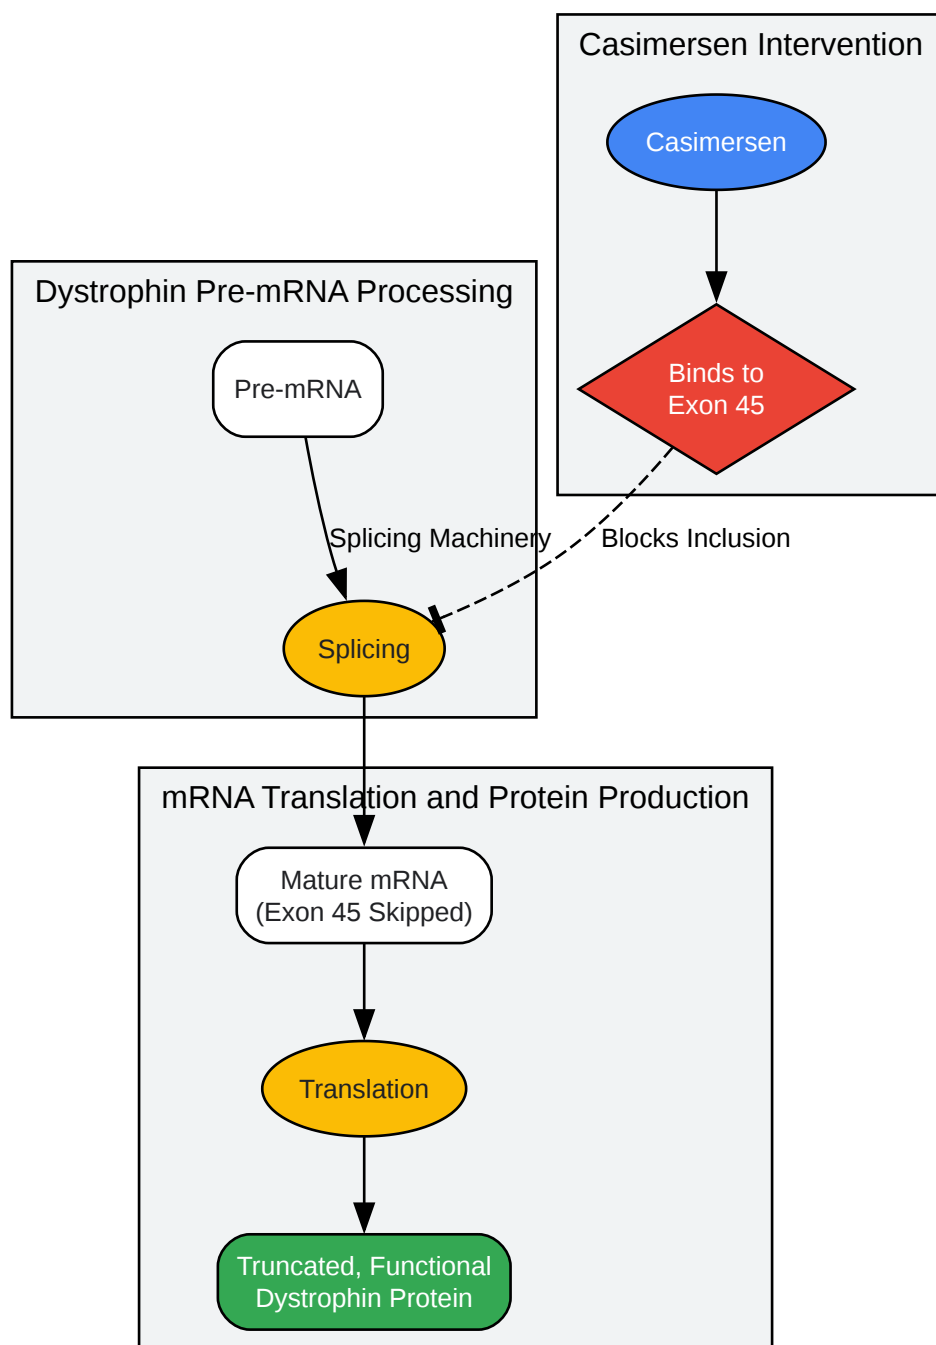 Casimersen Intervention
Casimersen
Binds to
Exon 45
Dystrophin Pre-mRNA Processing
Pre-mRNA
Splicing Machinery
Blocks Inclusion
Splicing
mRNA Translation and Protein Production
Mature mRNA
(Exon 45 Skipped)
Translation
Truncated, Functional
Dystrophin Protein